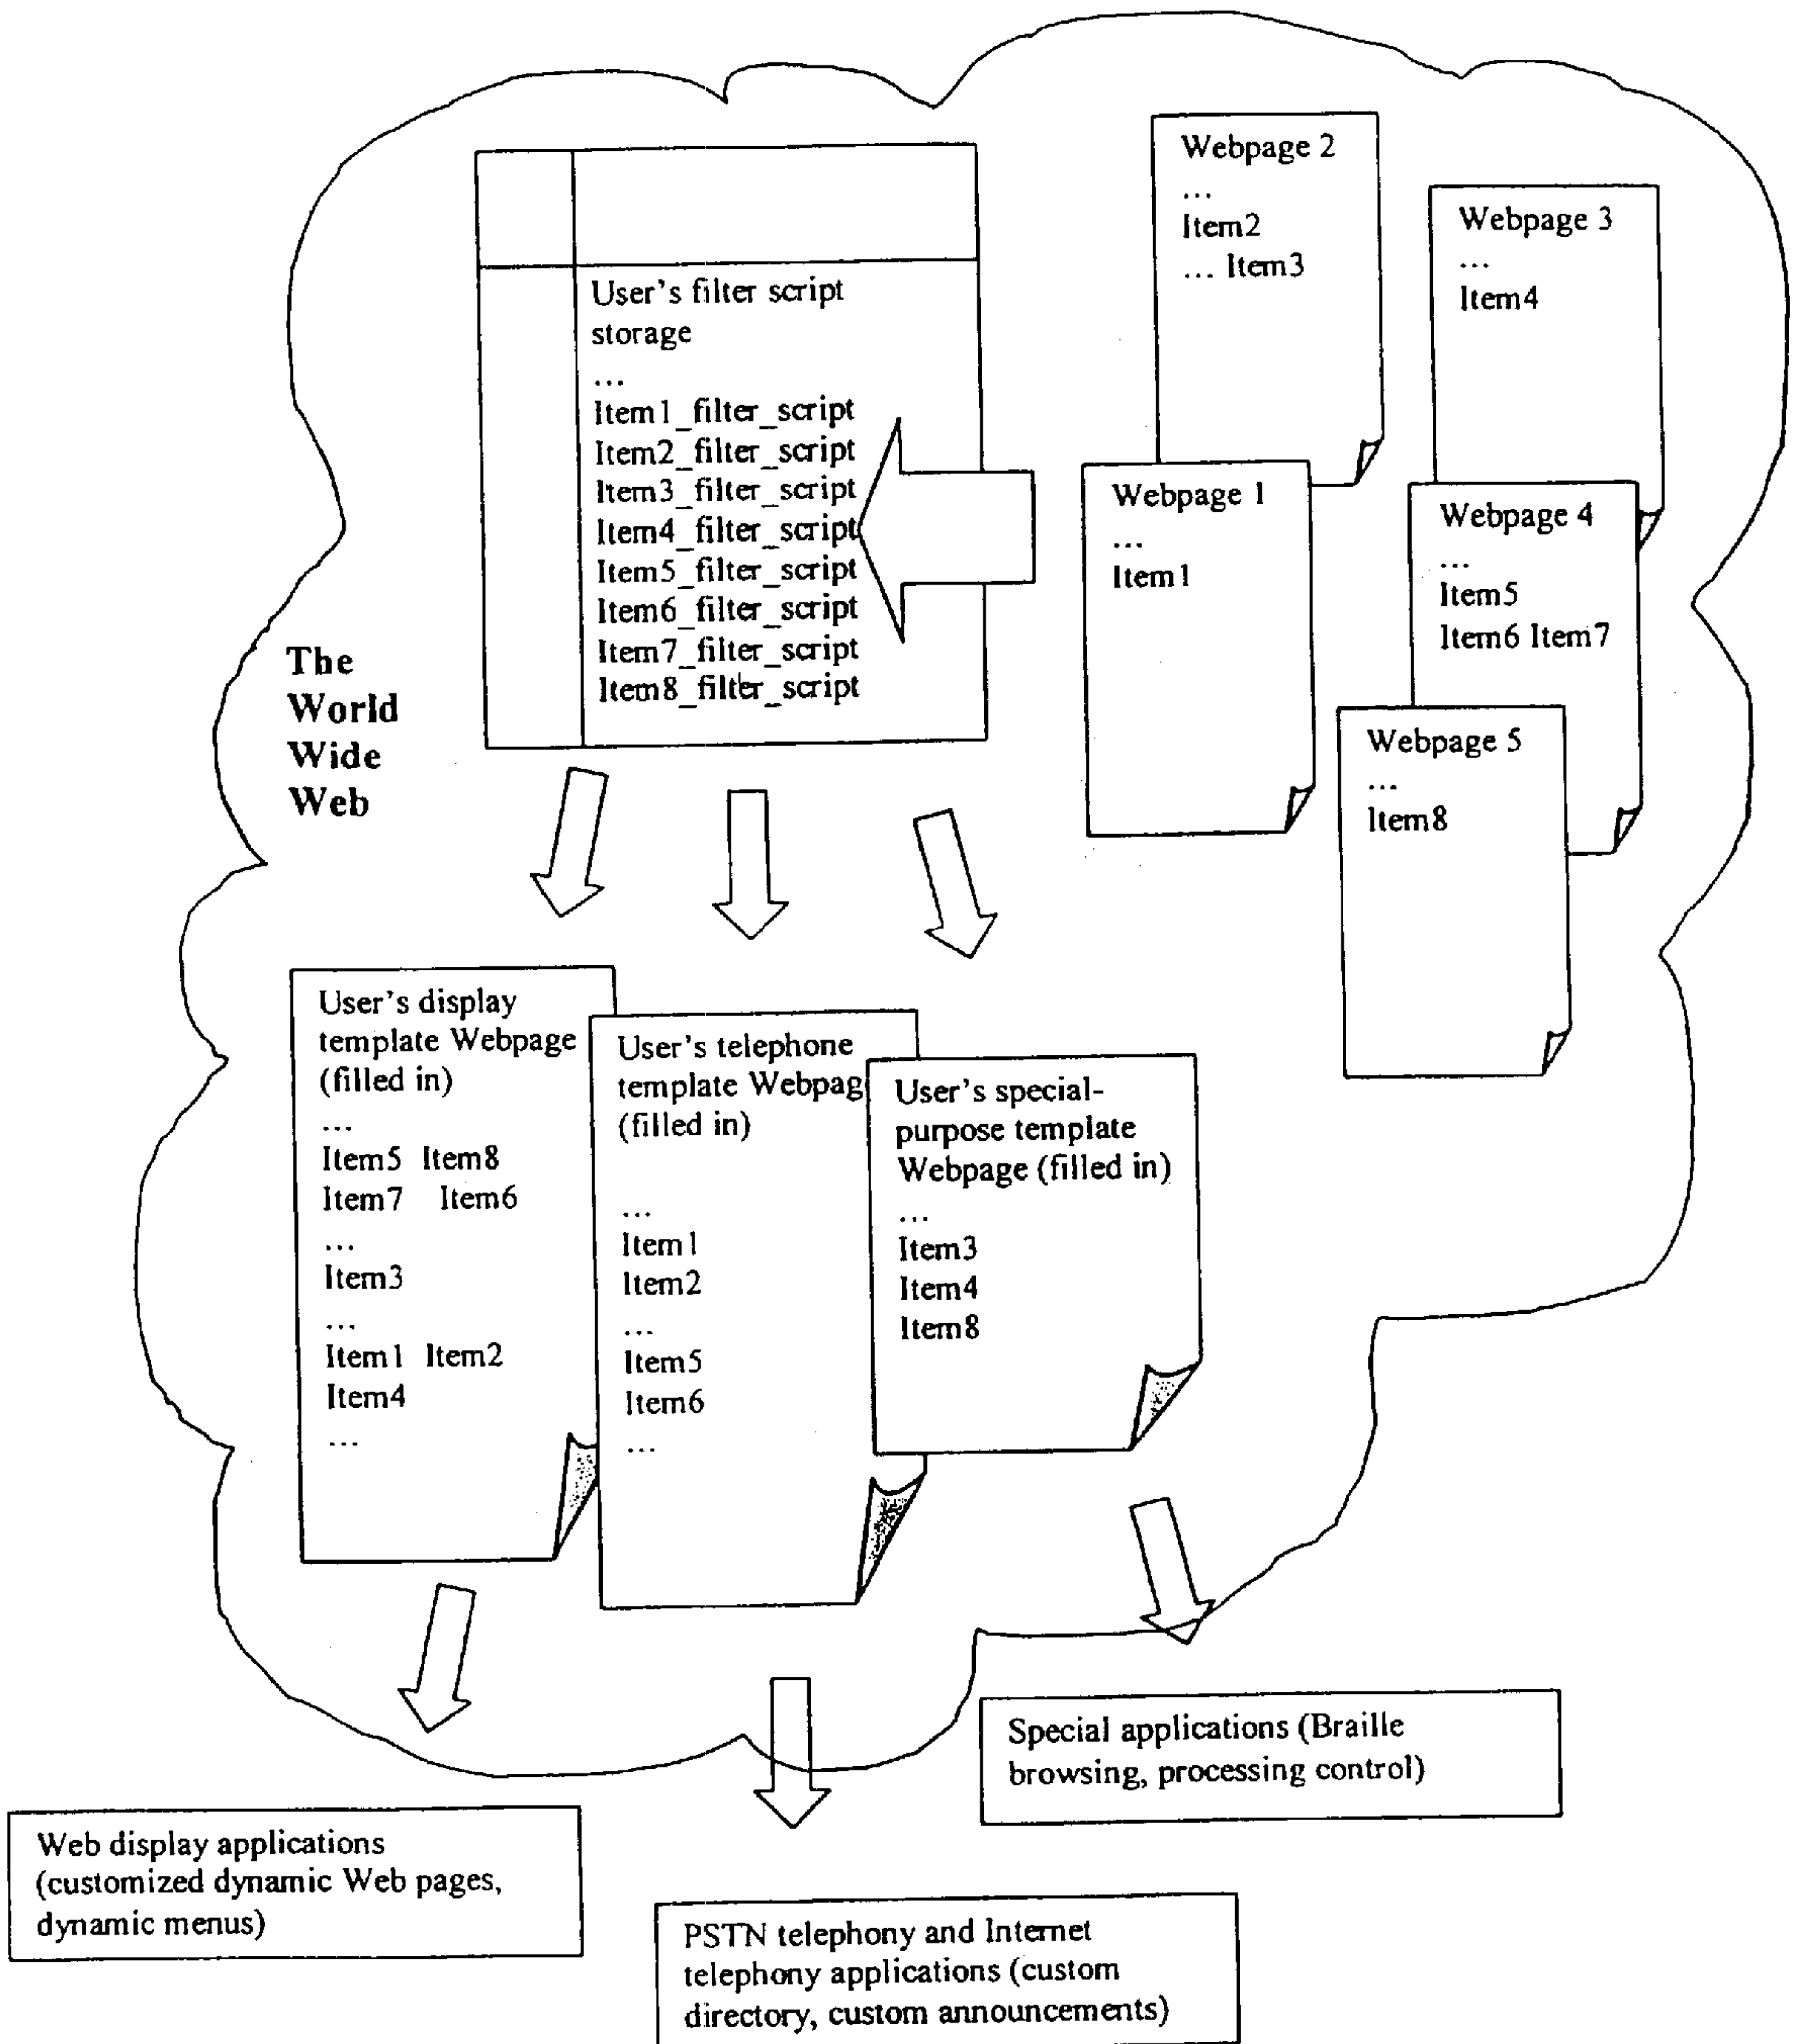 Webpage 2
...
Item2
... Item3
Webpage 3
...
Item4
User's filter script
storage
...
Item1_filter_script
Item2_filter_script
Item3_filter_script
Item4_filter_script
Item5_filter_script
Item6_filter_script
Item7_filter_script
Item8_filter_script
Webpage 1
...
Item1
Webpage 4
...
Item5
Item6 Item7
Webpage 5
...
Item8
The
World
Wide
Web
User's display
template Webpage
(filled in)
...
Item5 Item8
Item7 Item6
...
Item3
...
Item1 Item2
Item4
...
User's telephone
template Webpag
(filled in)
...
Item1
Item2
...
Item5
Item6
...
User's special-
purpose template
Webpage (filled in)
...
Item3
Item4
Item8
Special applications (Braille
browsing, processing control)
Web display applications
(customized dynamic Web pages,
dynamic menus)
PSTN telephony and Internet
telephony applications (custom
directory, custom announcements)